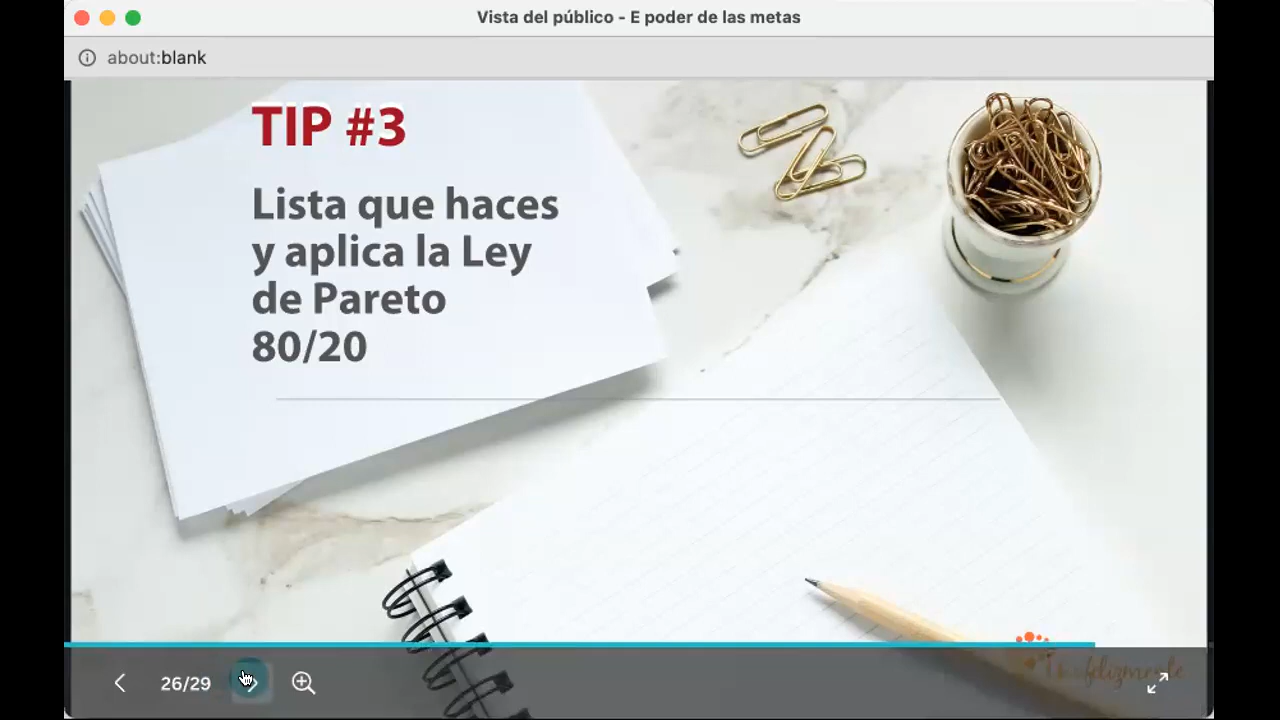 Vista del público - E poder de las metas
about:blank
TIP #3
Lista que haces
y aplica la Ley
de Pareto
80/20
26/29